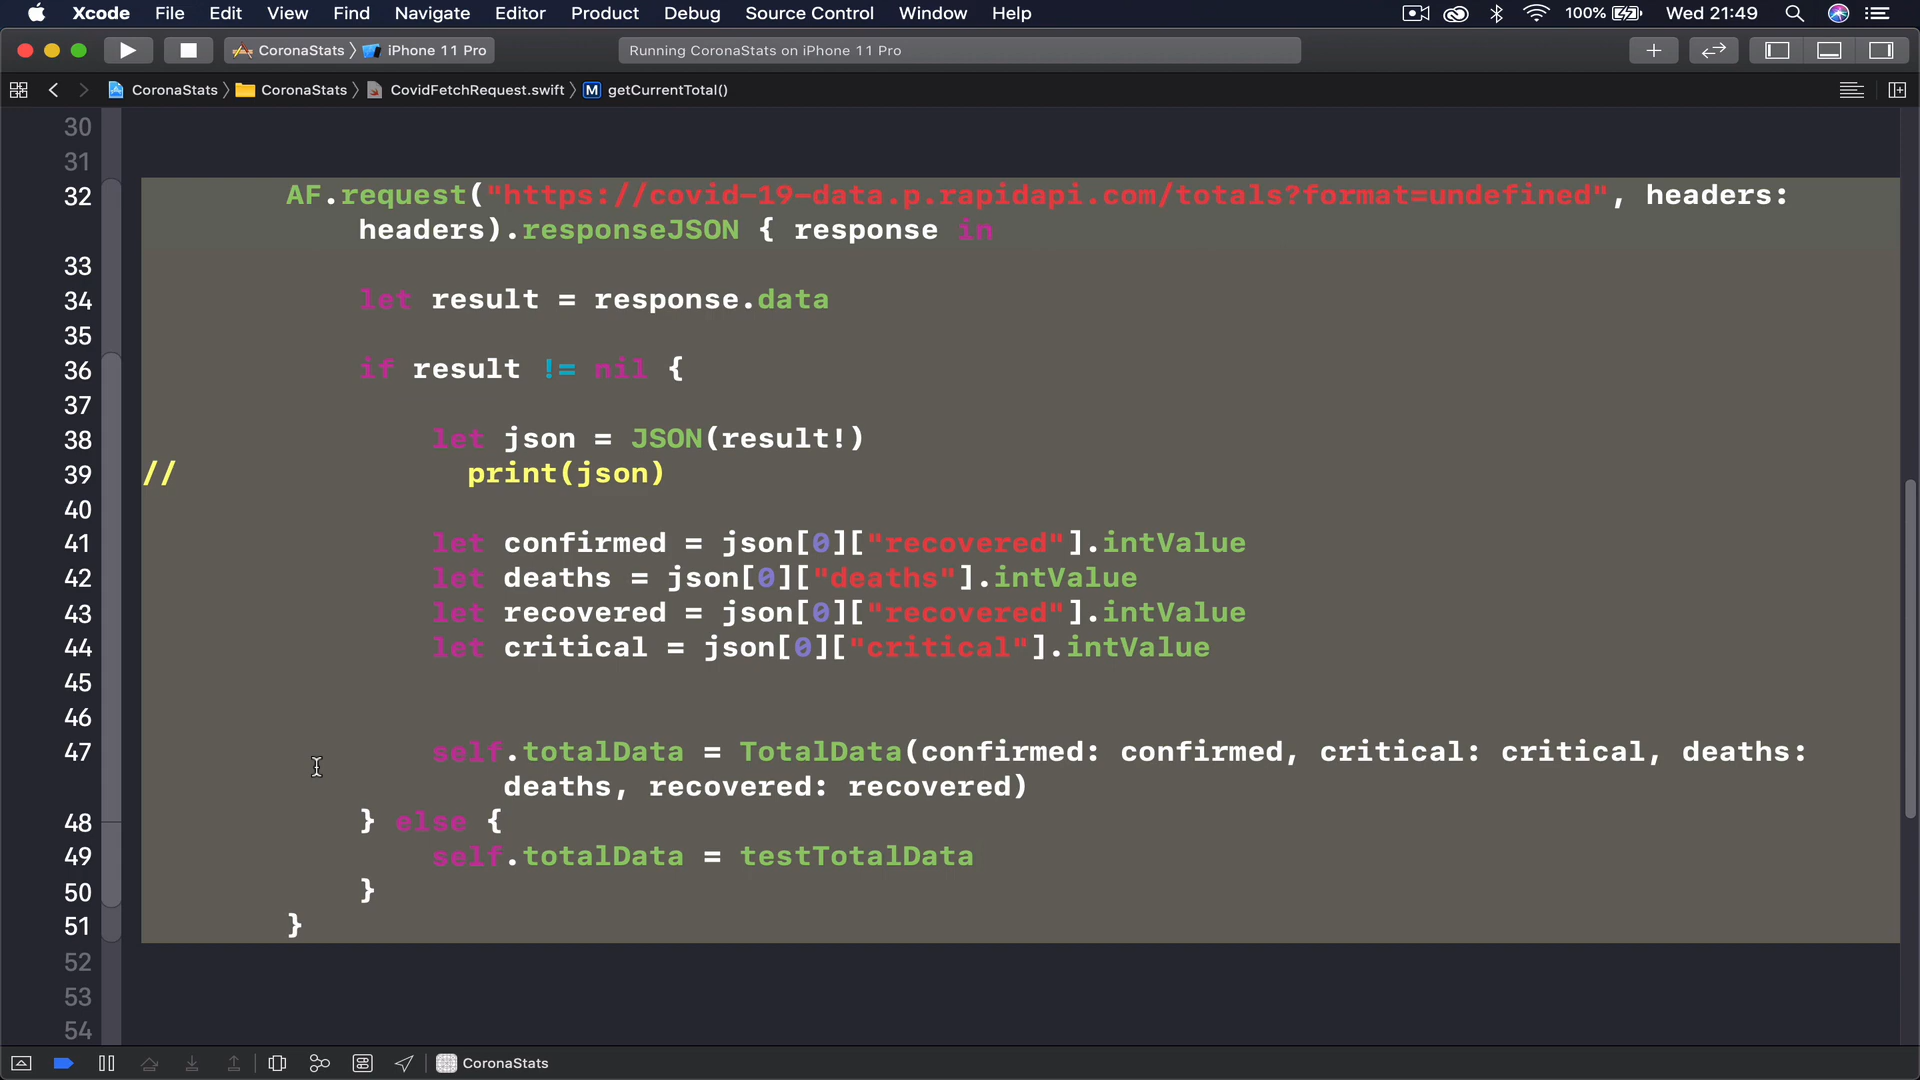 Xcode File Edit View Find Navigate Editor Product Debug Source Control Window Help 100% Wed 21:49
CoronaStats iPhone 11 Pro Running CoronaStats on iPhone 11 Pro
CoronaStats CoronaStats CovidFetchRequest.swift M getCurrentTotal()
30
31
32 AF.request("https://covid-19-data.p.rapidapi.com/totals?format=undefined", headers:
headers).responseJSON { response in
33
34 let result = response.data
35
36 if result != nil {
37
38 let json = JSON(result!)
39 // print(json)
40
41 let confirmed = json[0]["recovered"].intValue
42 let deaths = json[0]["deaths"].intValue
43 let recovered = json[0]["recovered"].intValue
44 let critical = json[0]["critical"].intValue
45
46
47 self.totalData = TotalData(confirmed: confirmed, critical: critical, deaths:
deaths, recovered: recovered)
48 } else {
49 self.totalData = testTotalData
50 }
51 }
52
53
54
CoronaStats